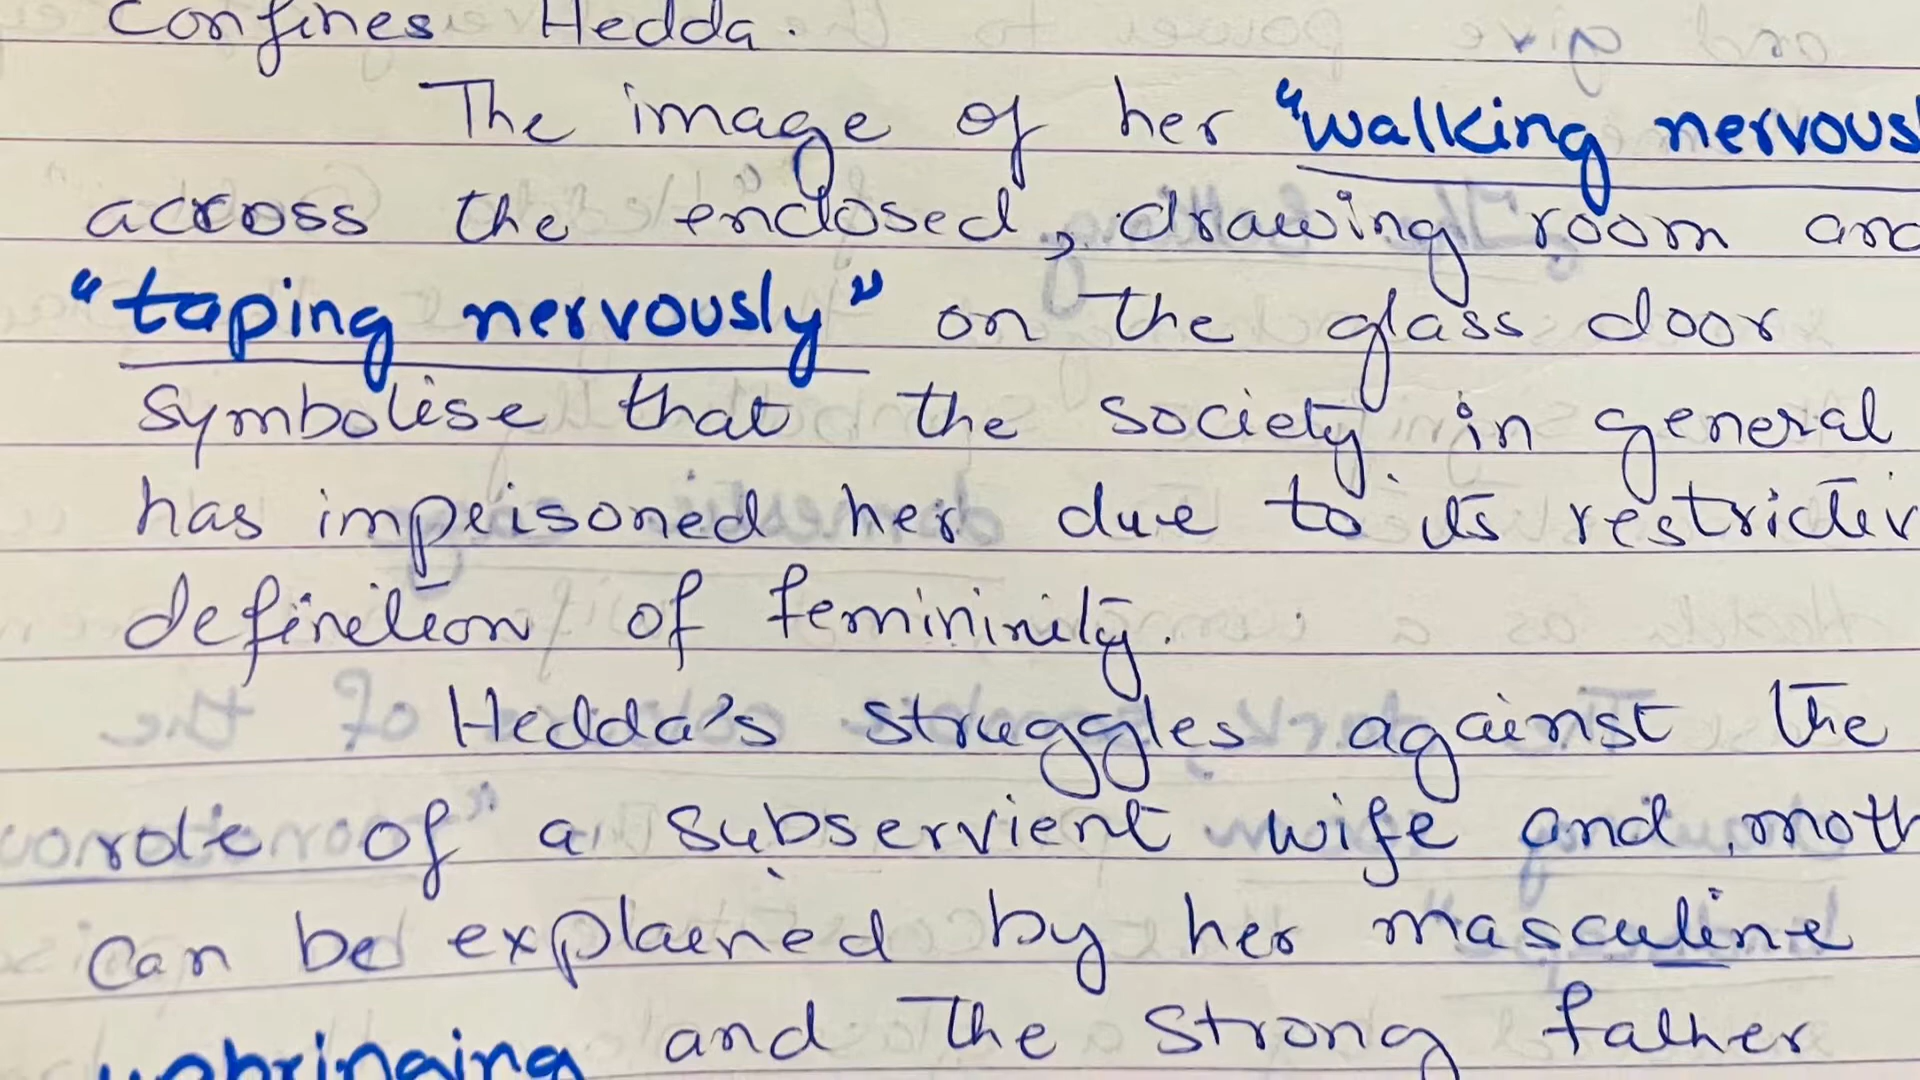 confines Hedda.
The image of her "walking nervous
across the enclosed, drawing room and
"taping nervously" on the glass door
symbolise that the society in general
has imprisoned her due to its restrictiv
definition of femininity.
Hedda's struggles against the
role of a subservient wife and moth
can be explained by her masculine
upbringing and the strong father